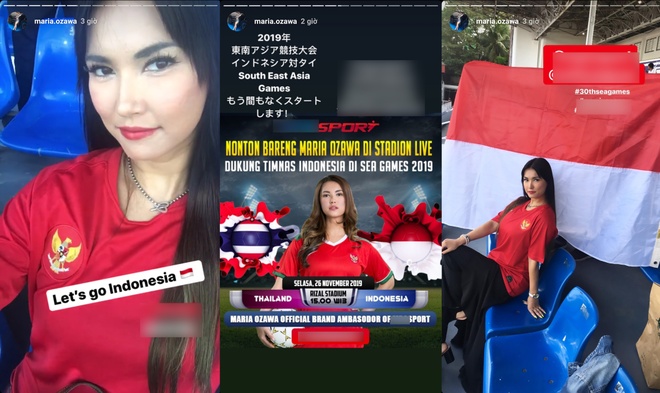 maria.ozawa 3 giờ
Let's go Indonesia
maria.ozawa 2 giờ
2019年
東南アジア競技大会
インドネシア対タイ
South East Asia
Games
もう間もなくスタート
します!
SPORT
NONTON BARENG MARIA OZAWA DI STADION LIVE
DUKUNG TIMNAS INDONESIA DI SEA GAMES 2019
SELASA, 26 NOVEMBER 2019
THAILAND
RIZAL STADIUM
15.00 WIB
INDONESIA
MARIA OZAWA OFFICIAL BRAND AMBASODOR OF
SPORT
maria.ozawa 3 giờ
#30thseagames